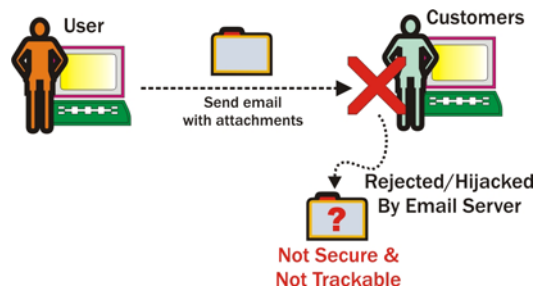 User
Customers
Send email
with attachments
Rejected/Hijacked
By Email Server
?
Not Secure &
Not Trackable